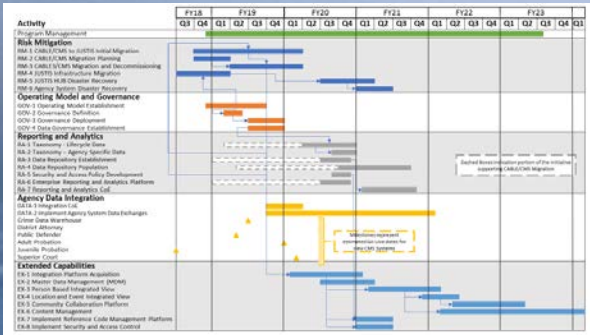 FY18 FY19 FY20 FY21 FY22 FY23
Activity Q3 Q4 Q1 Q2 Q3 Q4 Q1 Q2 Q3 Q4 Q1 Q2 Q3 Q4 Q1 Q2 Q3 Q4 Q1 Q2 Q3 Q4 Q1
Program Management
Risk Mitigation
RM-1 CABLE/CMS to JUSTIS Initial Migration
RM-2 CABLE/CMS Migration Planning
RM-3 CABLES/CMS Migration and Decommissioning
RM-4 JUSTIS Infrastructure Migration
RM-5 JUSTIS HUB Disaster Recovery
RM-6 Agency System Disaster Recovery
Operating Model and Governance
GOV-1 Operating Model Establishment
GOV-2 Governance Definition
GOV-3 Governance Deployment
GOV-4 Data Governance Establishment
Reporting and Analytics
RA-1 Taxonomy - Lifecycle Data
RA-2 Taxonomy - Agency Specific Data
RA-3 Data Repository Establishment
RA-4 Data Repository Population
RA-5 Security and Access Policy Development
RA-6 Enterprise Reporting and Analytics Platform
RA-7 Reporting and Analytics CoE
Dashed Boxes portion of the initiative
supporting CABLE/CMS Migration
Agency Data Integration
DATA-1 Integration CoE
DATA-2 Implement Agency System Data Exchanges
Crime Data Warehouse
District Attorney
Public Defender
Adult Probation
Juvenile Probation
Superior Court
Milestones represent
dates for
new CMS Systems
Extended Capabilities
EX-1 Integration Platform Acquisition
EX-2 Master Data Management (MDM)
EX-3 Person Based Integrated View
EX-4 Location and Event Integrated View
EX-5 Community Collaboration Platform
EX-6 Content Management
EX-7 Implement Reference Code Management Platform
EX-8 Implement Security and Access Control